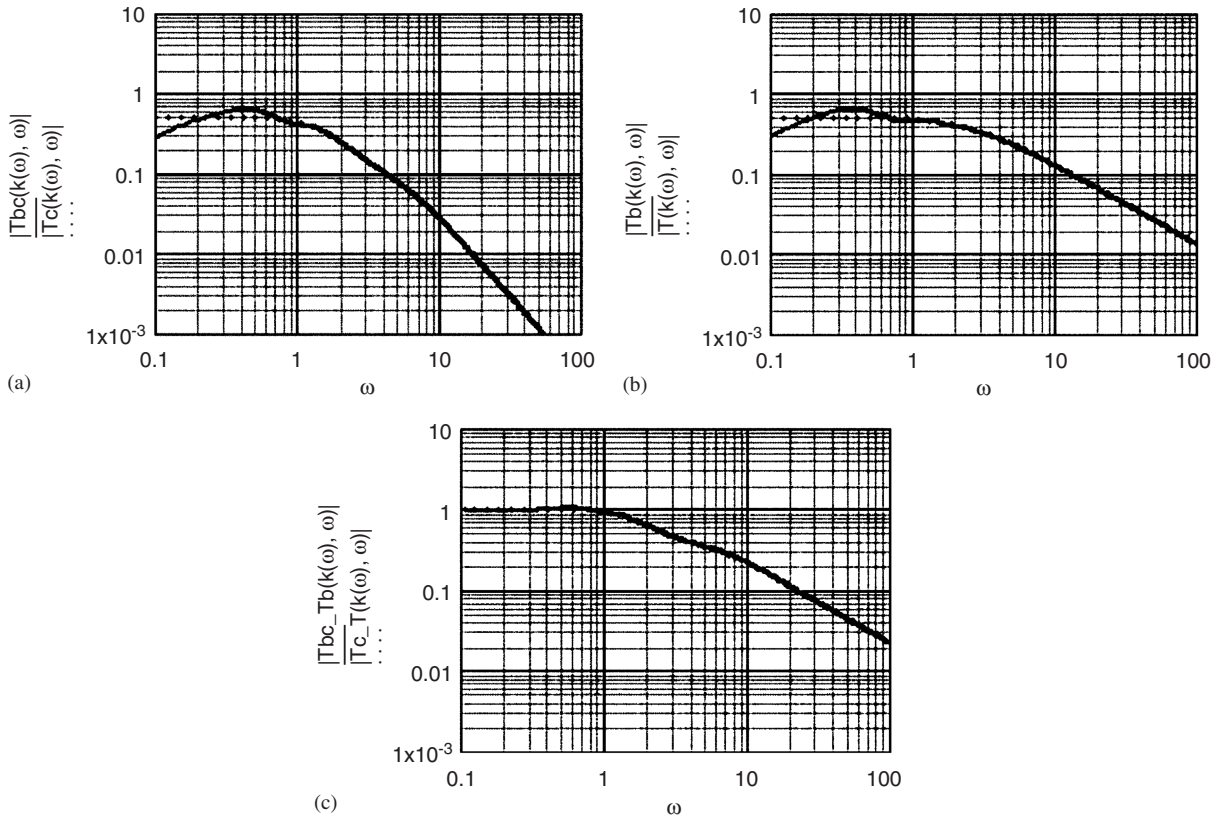 |Tbc(k(ω), ω)|
|Tc(k(ω), ω)|
....
10
1
0.1
0.01
1x10⁻³
0.1
1
10
100
ω
(a)
|Tb(k(ω), ω)|
|T(k(ω), ω)|
....
10
1
0.1
0.01
1x10⁻³
0.1
1
10
100
ω
(b)
|Tbc_Tb(k(ω), ω)|
|Tc_T(k(ω), ω)|
....
10
1
0.1
0.01
1x10⁻³
0.1
1
10
100
ω
(c)